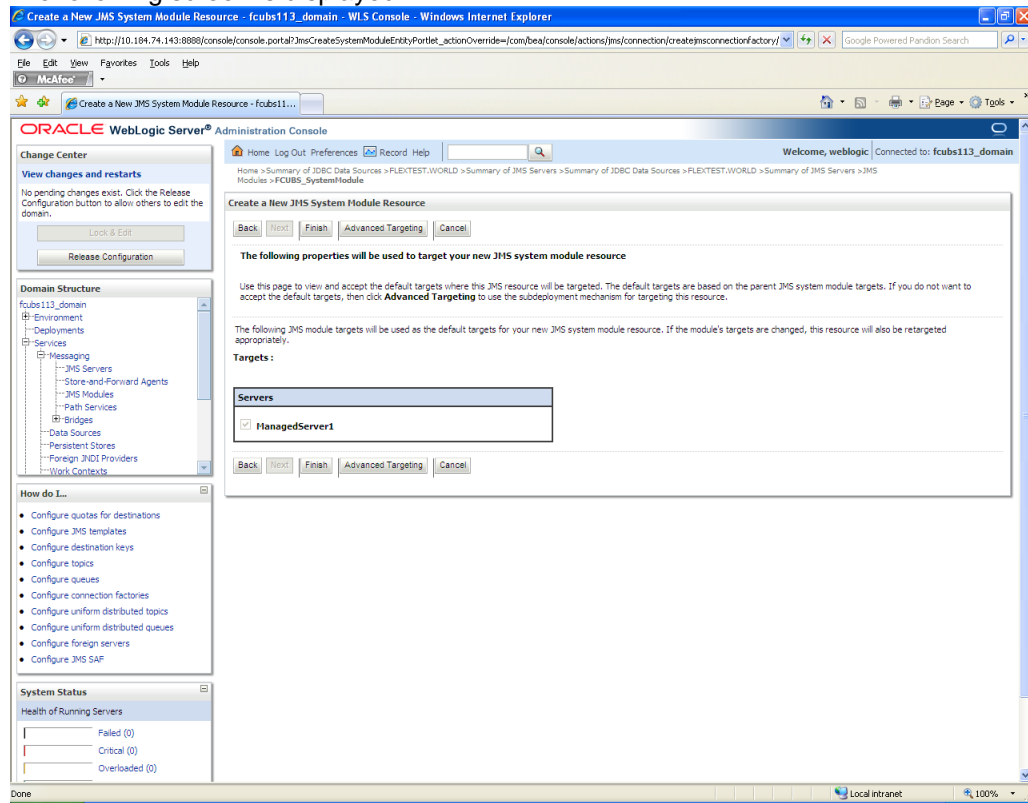 Create a New JMS System Module Resource - fcubs113_domain - WLS Console - Windows Internet Explorer
http://10.184.74.143:8888/console/console.portal?JmsCreateSystemModuleEntityPortlet_actionOverride=/com/bea/console/actions/jms/connection/createjmsconnectionfactory/
Google Powered Pandion Search
File Edit View Favorites Tools Help
McAfee
Create a New JMS System Module Resource - fcubs11...
Page Tools
ORACLE WebLogic Server® Administration Console
Change Center
View changes and restarts
No pending changes exist. Click the Release
Configuration button to allow others to edit the
domain.
Lock & Edit
Release Configuration
Domain Structure
fcubs113_domain
Environment
Deployments
Services
Messaging
JMS Servers
Store-and-Forward Agents
JMS Modules
Path Services
Bridges
Data Sources
Persistent Stores
Foreign JNDI Providers
Work Contexts
How do I...
Configure quotas for destinations
Configure JMS templates
Configure destination keys
Configure topics
Configure queues
Configure connection factories
Configure uniform distributed topics
Configure uniform distributed queues
Configure foreign servers
Configure JMS SAF
System Status
Health of Running Servers
Failed (0)
Critical (0)
Overloaded (0)
Home Log Out Preferences Record Help
Welcome, weblogic Connected to: fcubs113_domain
Home >Summary of JDBC Data Sources >FLEXTEST.WORLD >Summary of JMS Servers >Summary of JDBC Data Sources >FLEXTEST.WORLD >Summary of JMS Servers >JMS
Modules >FCUBS_SystemModule
Create a New JMS System Module Resource
Back Next Finish Advanced Targeting Cancel
The following properties will be used to target your new JMS system module resource
Use this page to view and accept the default targets where this JMS resource will be targeted. The default targets are based on the parent JMS system module targets. If you do not want to
accept the default targets, then click Advanced Targeting to use the subdeployment mechanism for targeting this resource.
The following JMS module targets will be used as the default targets for your new JMS system module resource. If the module's targets are changed, this resource will also be retargeted
appropriately.
Targets :
Servers
ManagedServer1
Back Next Finish Advanced Targeting Cancel
Done
Local intranet
100%